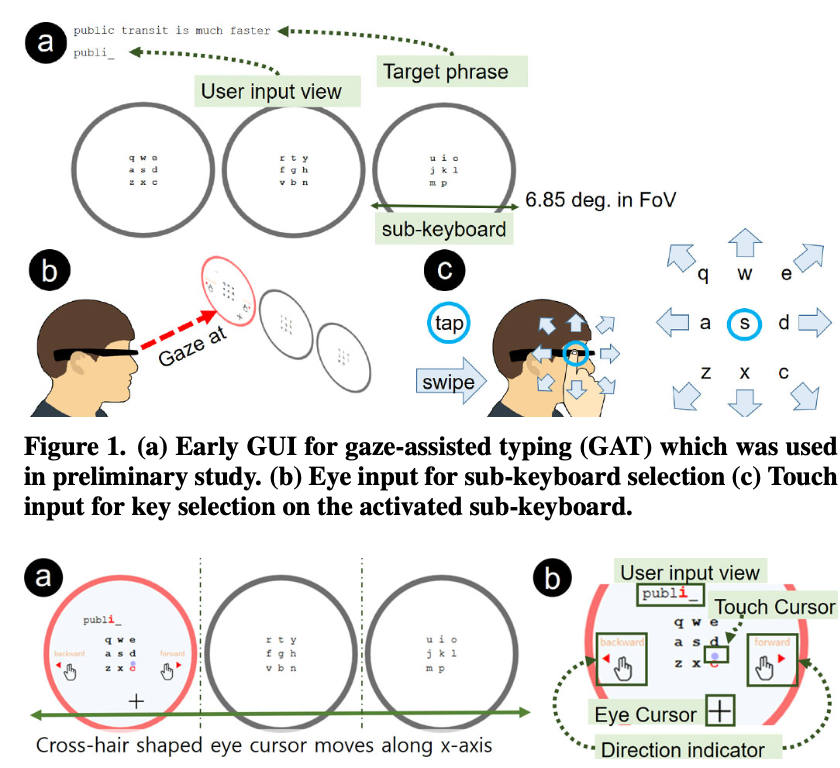 a
public transit is much faster
publi_
User input view
Target phrase
q w e
a s d
z x c
r t y
f g h
v b n
u i o
j k l
m p
6.85 deg. in FoV
sub-keyboard
b
Gaze at
c
tap
swipe
q w e
a s d
z x c
Figure 1. (a) Early GUI for gaze-assisted typing (GAT) which was used
in preliminary study. (b) Eye input for sub-keyboard selection (c) Touch
input for key selection on the activated sub-keyboard.
a
publi_
q w e
backward a s d forward
z x c
r t y
f g h
v b n
u i o
j k l
m p
Cross-hair shaped eye cursor moves along x-axis
b
User input view
publi_
Touch Cursor
q w e
backward a s d forward
z x c
Eye Cursor
Direction indicator